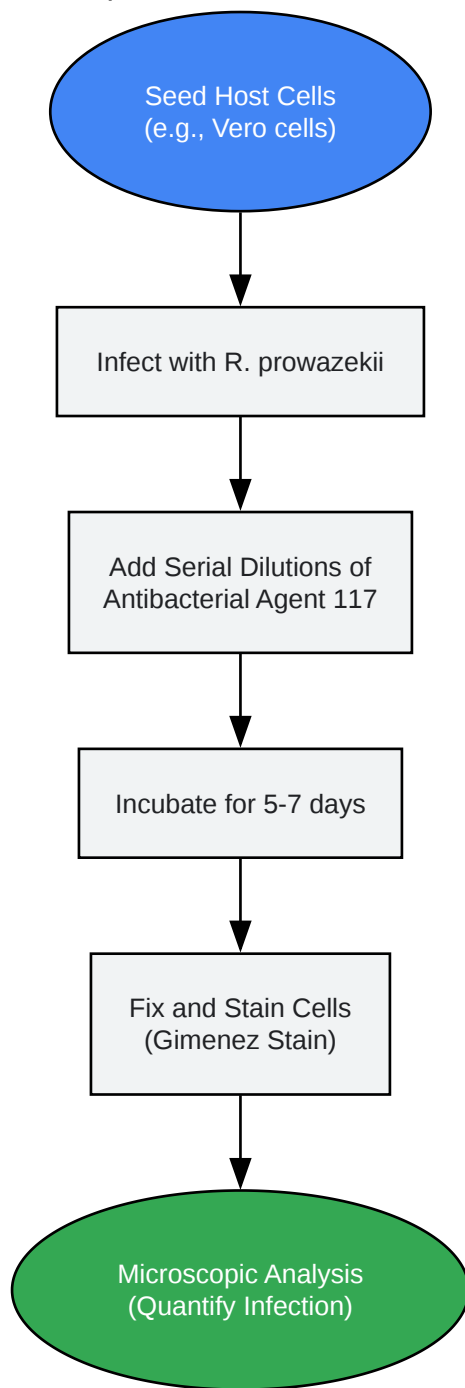 Seed Host Cells
(e.g., Vero cells)
Infect with R. prowazekii
Add Serial Dilutions of
Antibacterial Agent 117
Incubate for 5-7 days
Fix and Stain Cells
(Gimenez Stain)
Microscopic Analysis
(Quantify Infection)